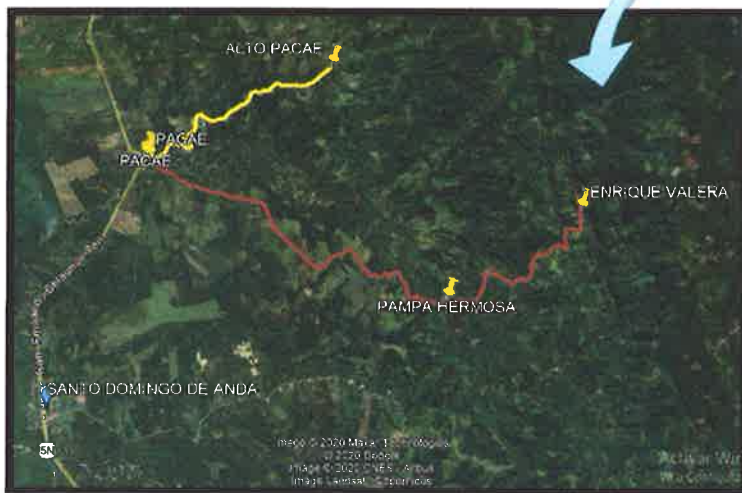 ALTO PACAE
PACAE
PACAE
ENRIQUE VALERA
PAMPA HERMOSA
SANTO DOMINGO DE ANDA
5N
Image © 2020 Maxar Technologies
© 2020 Google
Image © 2020 CNES / Airbus
Image Landsat / Copernicus